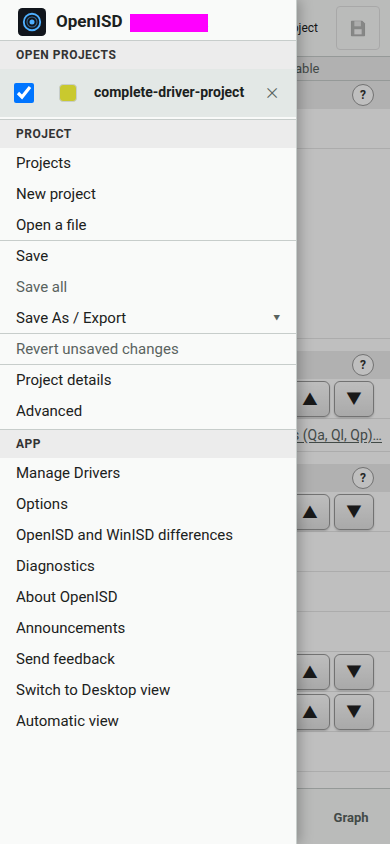 OpenISD
OPEN PROJECTS
complete-driver-project
PROJECT
Projects
New project
Open a file
Save
Save all
Save As / Export
Revert unsaved changes
Project details
Advanced
APP
Manage Drivers
Options
OpenISD and WinISD differences
Diagnostics
About OpenISD
Announcements
Send feedback
Switch to Desktop view
Automatic view
?
?
(Qa, Ql, Qp)...
?
Graph